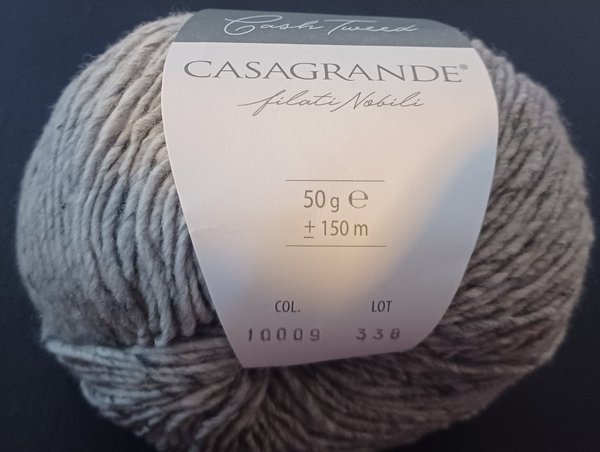 Cash Tweed
CASAGRANDE®
filati Nobili
50 g ℮
± 150 m
COL. LOT
10009 338